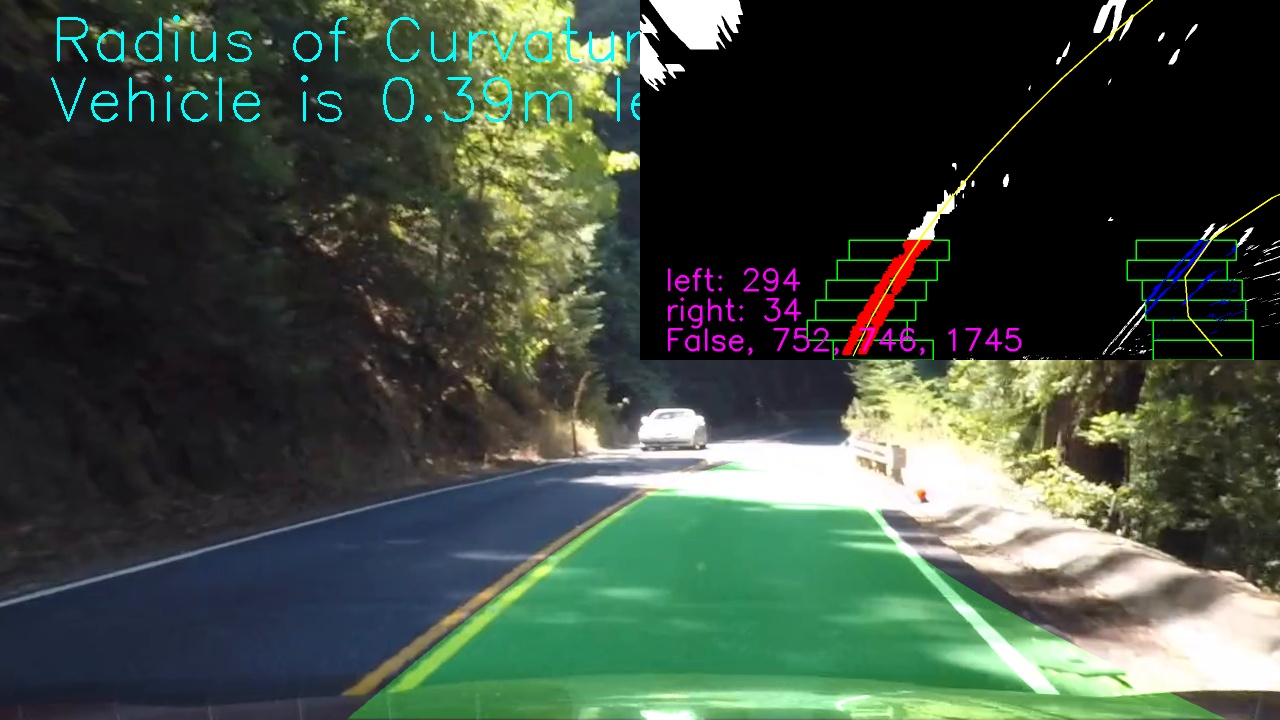 Radius of Curvatur
Vehicle is 0.39m le
left: 294
right: 34
False, 752, 746, 1745